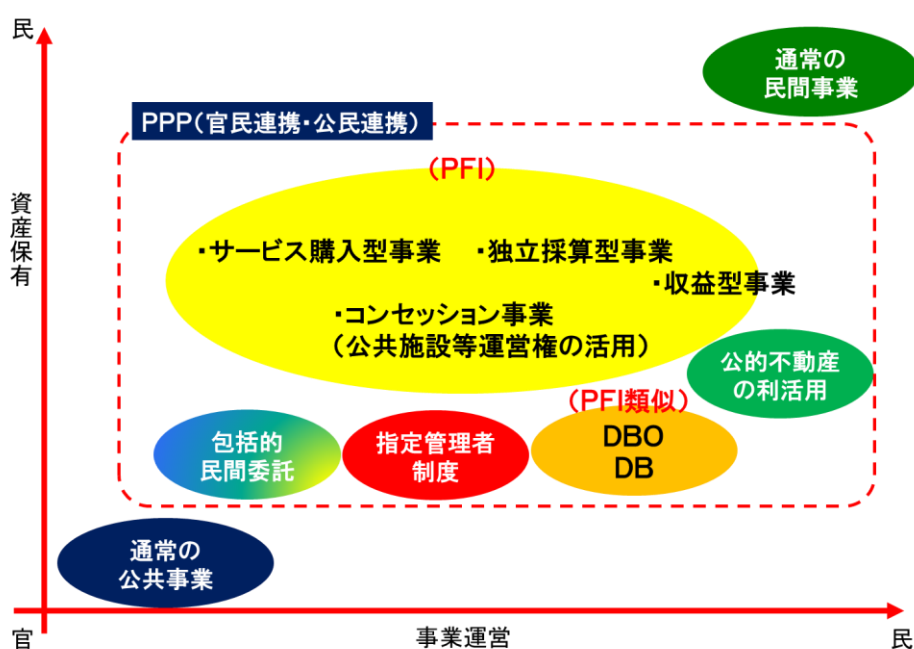 民
通常の
民間事業
PPP(官民連携・公民連携)
(PFI)
資産保有
・サービス購入型事業
・独立採算型事業
・収益型事業
・コンセッション事業
(公共施設等運営権の活用)
公的不動産
の利活用
(PFI類似)
包括的
民間委託
指定管理者
制度
DBO
DB
通常の
公共事業
官
事業運営
民